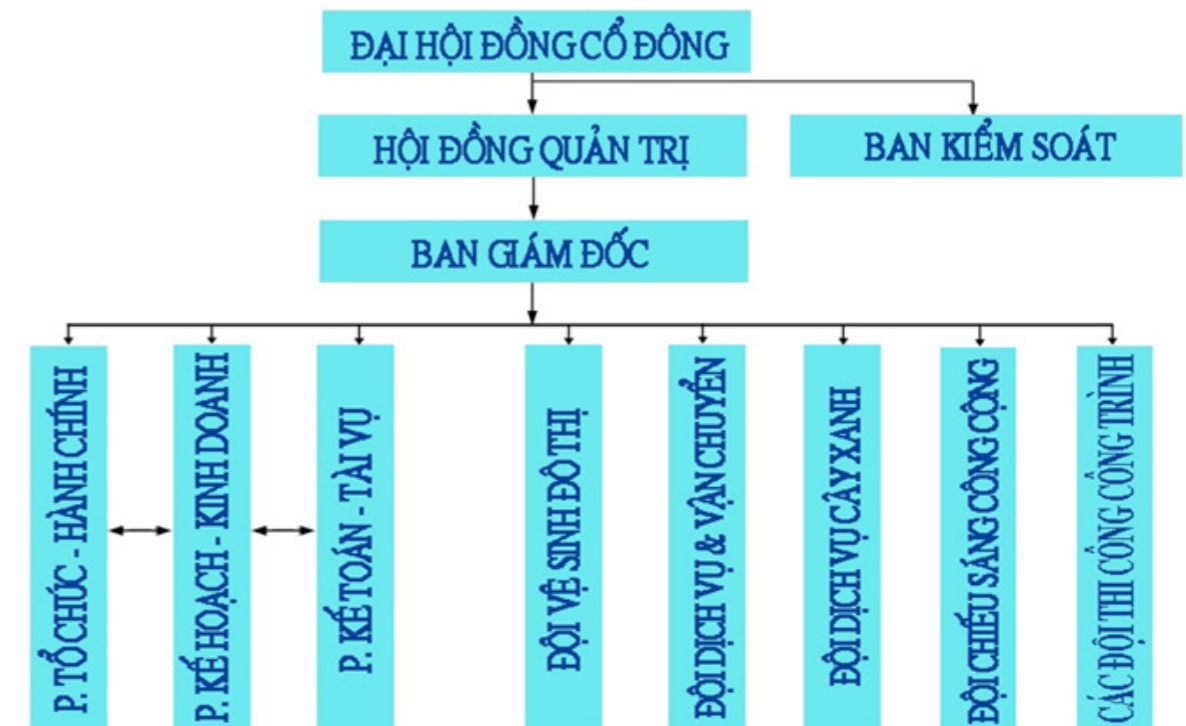 ĐẠI HỘI ĐỒNG CỔ ĐÔNG
HỘI ĐỒNG QUẢN TRỊ
BAN KIỂM SOÁT
BAN GIÁM ĐỐC
P. TỔ CHỨC - HÀNH CHÍNH
P. KẾ HOẠCH - KINH DOANH
P. KẾ TOÁN - TÀI VỤ
ĐỘI VỆ SINH ĐÔ THỊ
ĐỘI DỊCH VỤ & VẬN CHUYỂN
ĐỘI DỊCH VỤ CÂY XANH
ĐỘI CHIẾU SÁNG CÔNG CỘNG
CÁC ĐỘI THI CÔNG CÔNG TRÌNH